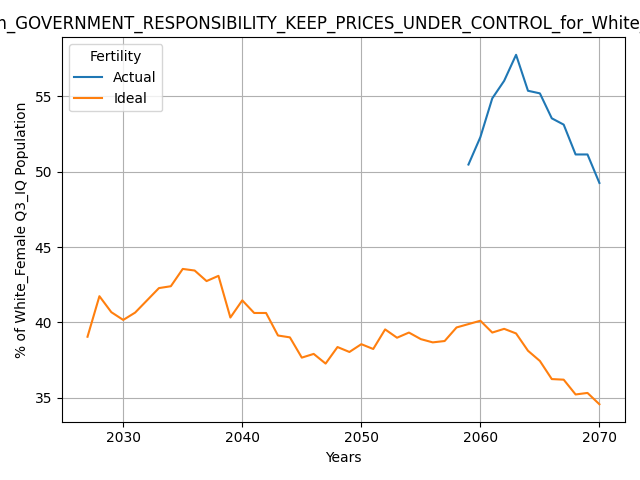 n_GOVERNMENT_RESPONSIBILITY_KEEP_PRICES_UNDER_CONTROL_for_White_
Fertility
Actual
Ideal
% of White_Female Q3_IQ Population
55
50
45
40
35
2030 2040 2050 2060 2070
Years